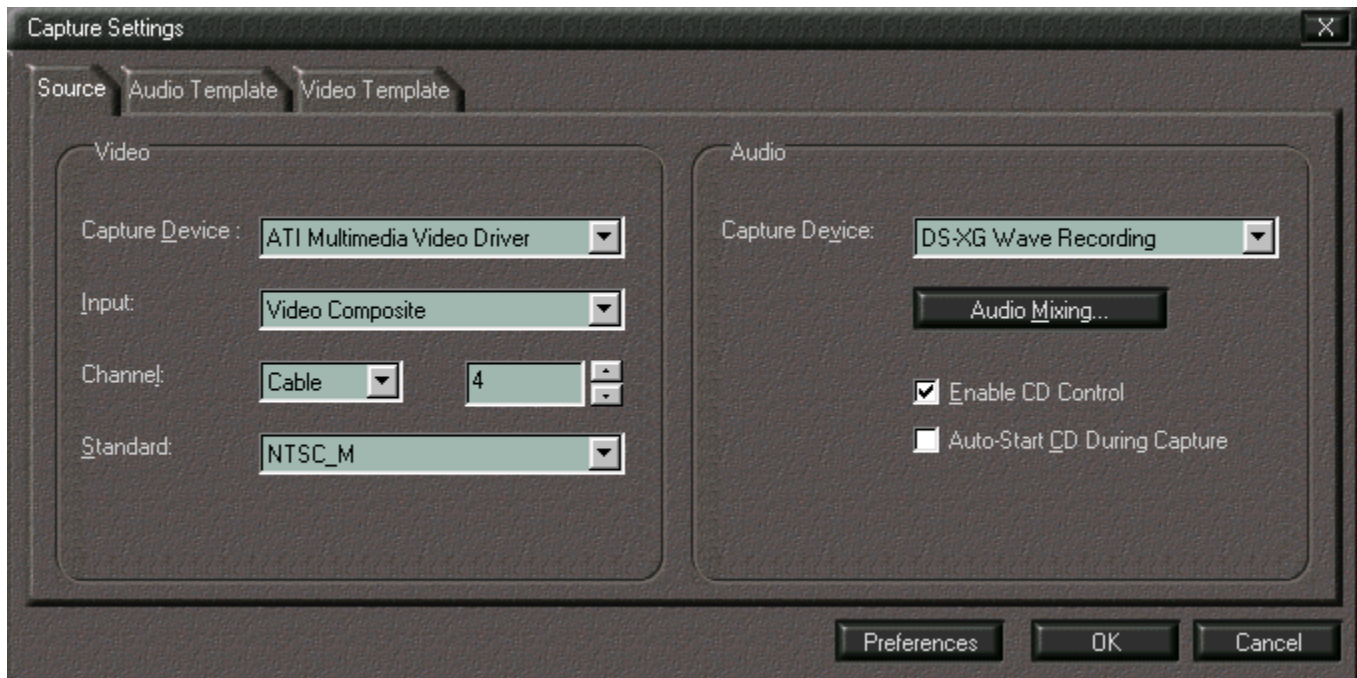 Capture Settings
Source Audio Template Video Template
Video
Capture Device : ATI Multimedia Video Driver
Input: Video Composite
Channel: Cable 4
Standard: NTSC_M
Audio
Capture Device: DS-XG Wave Recording
Audio Mixing...
Enable CD Control
Auto-Start CD During Capture
Preferences OK Cancel